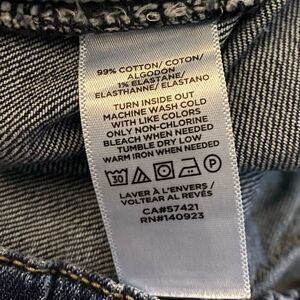 99% COTTON/ COTON/
ALGODON
1% ELASTANE/
ELASTHANNE/ ELASTANO
TURN INSIDE OUT
MACHINE WASH COLD
WITH LIKE COLORS
ONLY NON-CHLORINE
BLEACH WHEN NEEDED
TUMBLE DRY LOW
WARM IRON WHEN NEEDED
30 P
LAVER À L'ENVERS /
VOLTEAR AL REVÉS
CA#57421
RN#140923